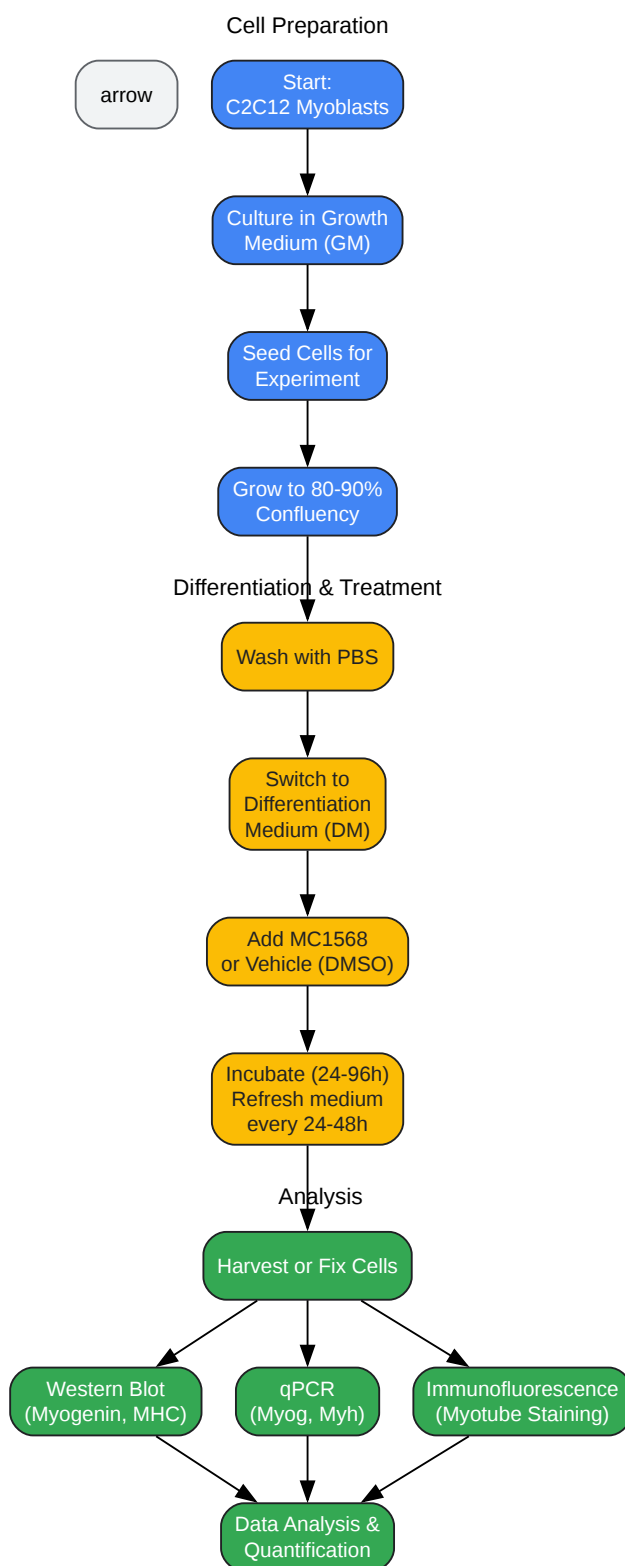 Cell Preparation
arrow
Start:
C2C12 Myoblasts
Culture in Growth
Medium (GM)
Seed Cells for
Experiment
Grow to 80-90%
Confluency
Differentiation & Treatment
Wash with PBS
Switch to
Differentiation
Medium (DM)
Add MC1568
or Vehicle (DMSO)
Incubate (24-96h)
Refresh medium
every 24-48h
Analysis
Harvest or Fix Cells
Western Blot
(Myogenin, MHC)
qPCR
(Myog, Myh)
Immunofluorescence
(Myotube Staining)
Data Analysis &
Quantification